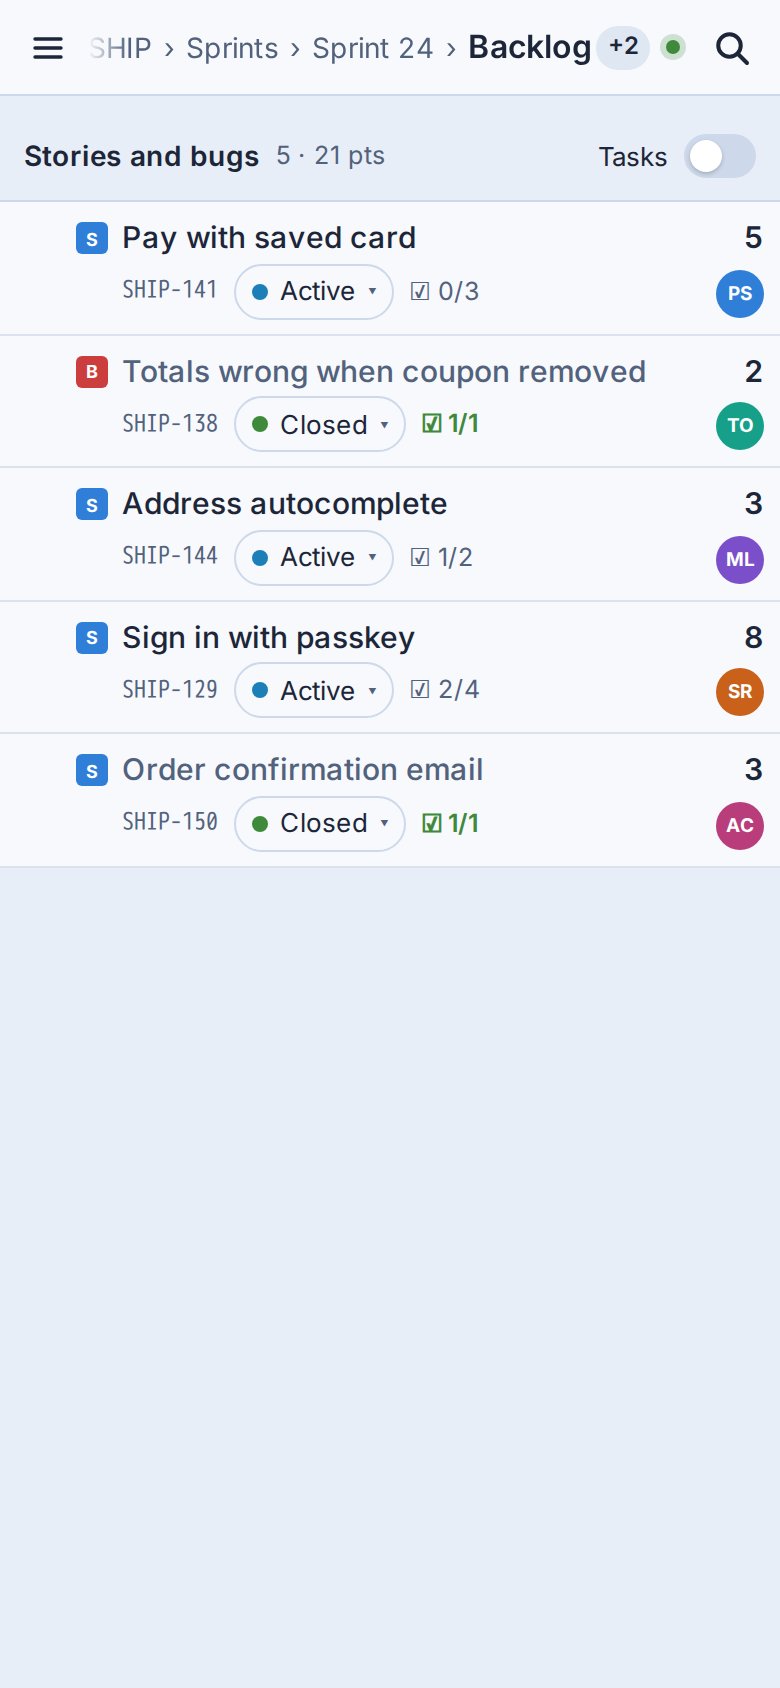 SHIP › Sprints › Sprint 24 › Backlog +2
Stories and bugs 5 · 21 pts Tasks
S Pay with saved card 5
SHIP-141 Active ▾ ☑ 0/3 PS
B Totals wrong when coupon removed 2
SHIP-138 Closed ▾ ☑ 1/1 TO
S Address autocomplete 3
SHIP-144 Active ▾ ☑ 1/2 ML
S Sign in with passkey 8
SHIP-129 Active ▾ ☑ 2/4 SR
S Order confirmation email 3
SHIP-150 Closed ▾ ☑ 1/1 AC